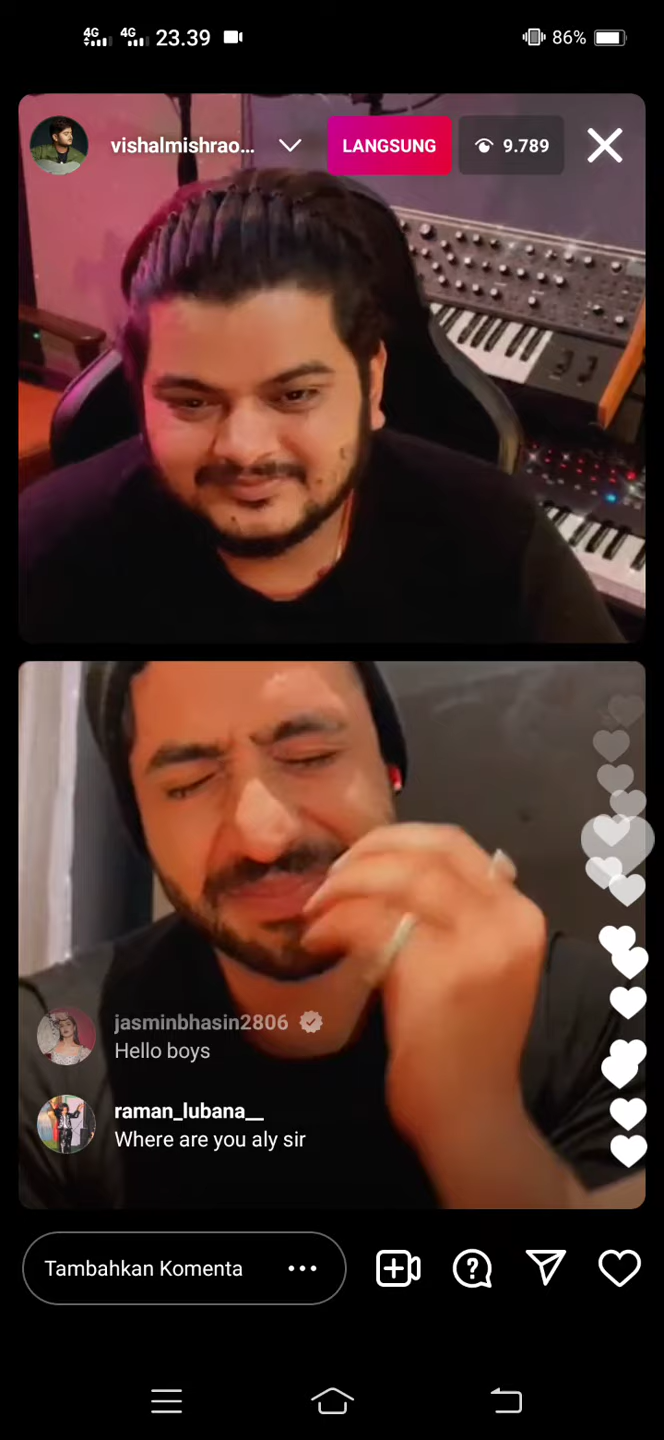 4G 4G 23.39 86%
vishalmishrao... LANGSUNG 9.789
jasminbhasin2806
Hello boys
raman_lubana__
Where are you aly sir
Tambahkan Komenta